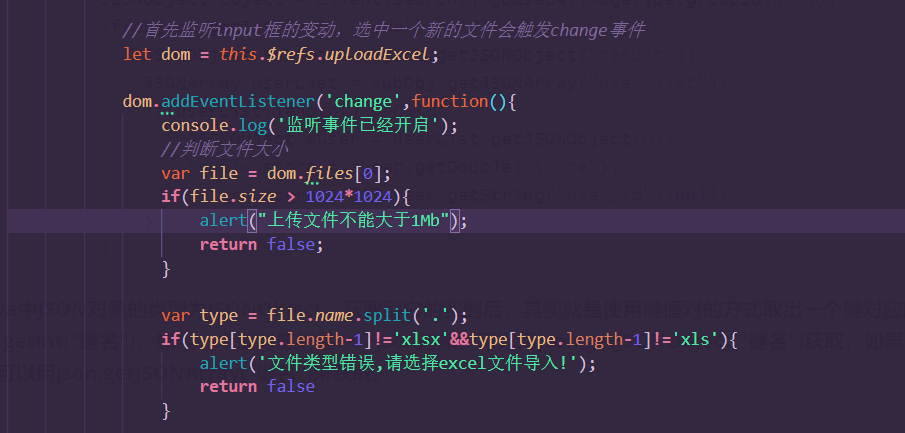 //首先监听input框的变动，选中一个新的文件会触发change事件
let dom = this.$refs.uploadExcel;
dom.addEventListener('change',function(){
console.log('监听事件已经开启');
//判断文件大小
var file = dom.files[0];
if(file.size > 1024*1024){
alert("上传文件不能大于1Mb");
return false;
}
var type = file.name.split('.');
if(type[type.length-1]!='xlsx'&&type[type.length-1]!='xls'){
alert('文件类型错误,请选择excel文件导入!');
return false
}